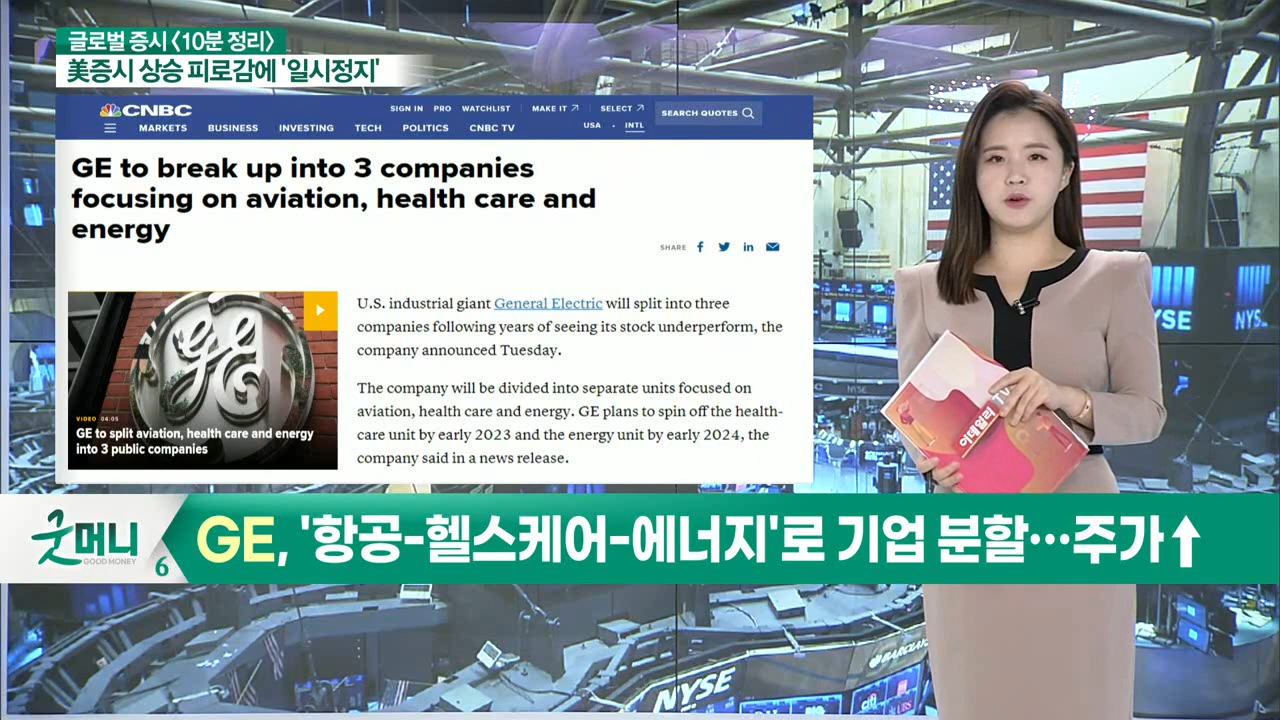 글로벌 증시 <10분 정리>
美증시 상승 피로감에 '일시정지'
CNBC
SIGN IN PRO WATCHLIST MAKE IT SELECT SEARCH QUOTES
USA · INTL
MARKETS BUSINESS INVESTING TECH POLITICS CNBC TV
GE to break up into 3 companies
focusing on aviation, health care and
energy
SHARE
U.S. industrial giant General Electric will split into three
companies following years of seeing its stock underperform, the
company announced Tuesday.
The company will be divided into separate units focused on
aviation, health care and energy. GE plans to spin off the health-
care unit by early 2023 and the energy unit by early 2024, the
company said in a news release.
GE
VIDEO 04:05
GE to split aviation, health care and energy
into 3 public companies
이데일리 TV
YSE
NYS
굿머니
GOOD MONEY
6
GE, '항공-헬스케어-에너지'로 기업 분할…주가↑
NYSE
BARCLAYS
citi
UBS